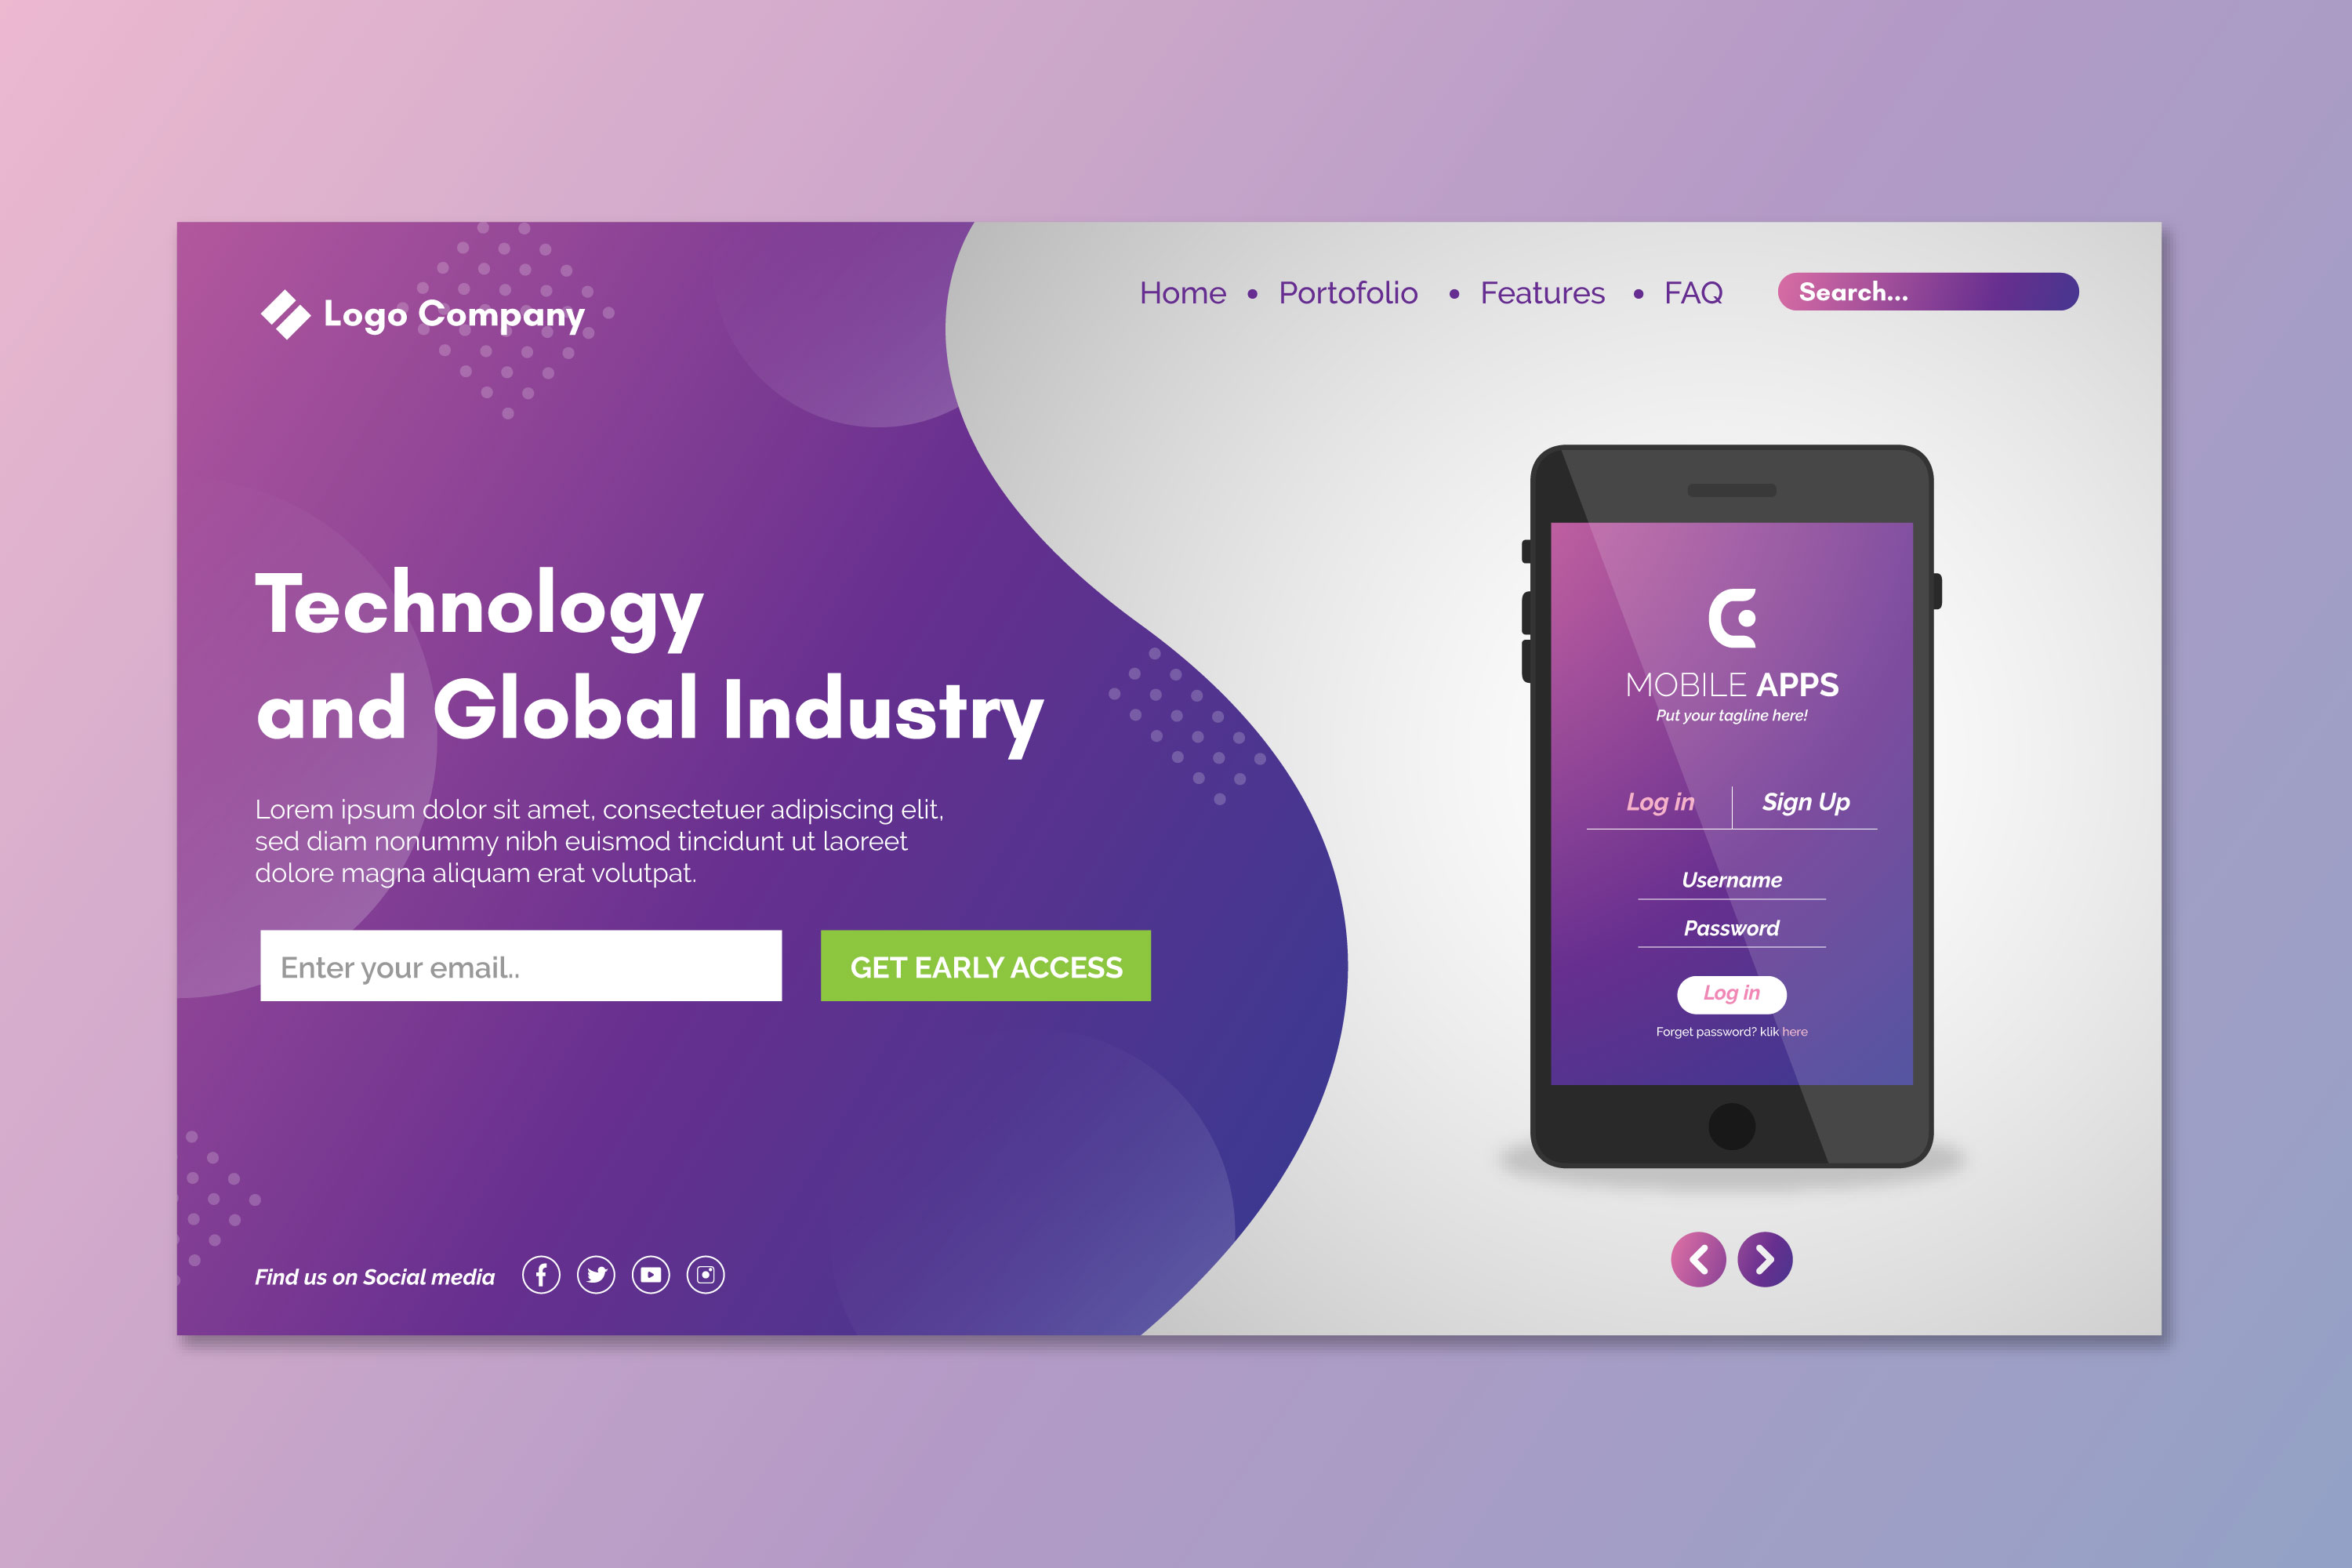 Logo Company
Home • Portofolio • Features • FAQ
Search...
Technology
and Global Industry
Lorem ipsum dolor sit amet, consectetuer adipiscing elit,
sed diam nonummy nibh euismod tincidunt ut laoreet
dolore magna aliquam erat volutpat.
Enter your email..
GET EARLY ACCESS
Find us on Social media
MOBILE APPS
Put your tagline here!
Log in
Sign Up
Username
Password
Log in
Forget password? klik here